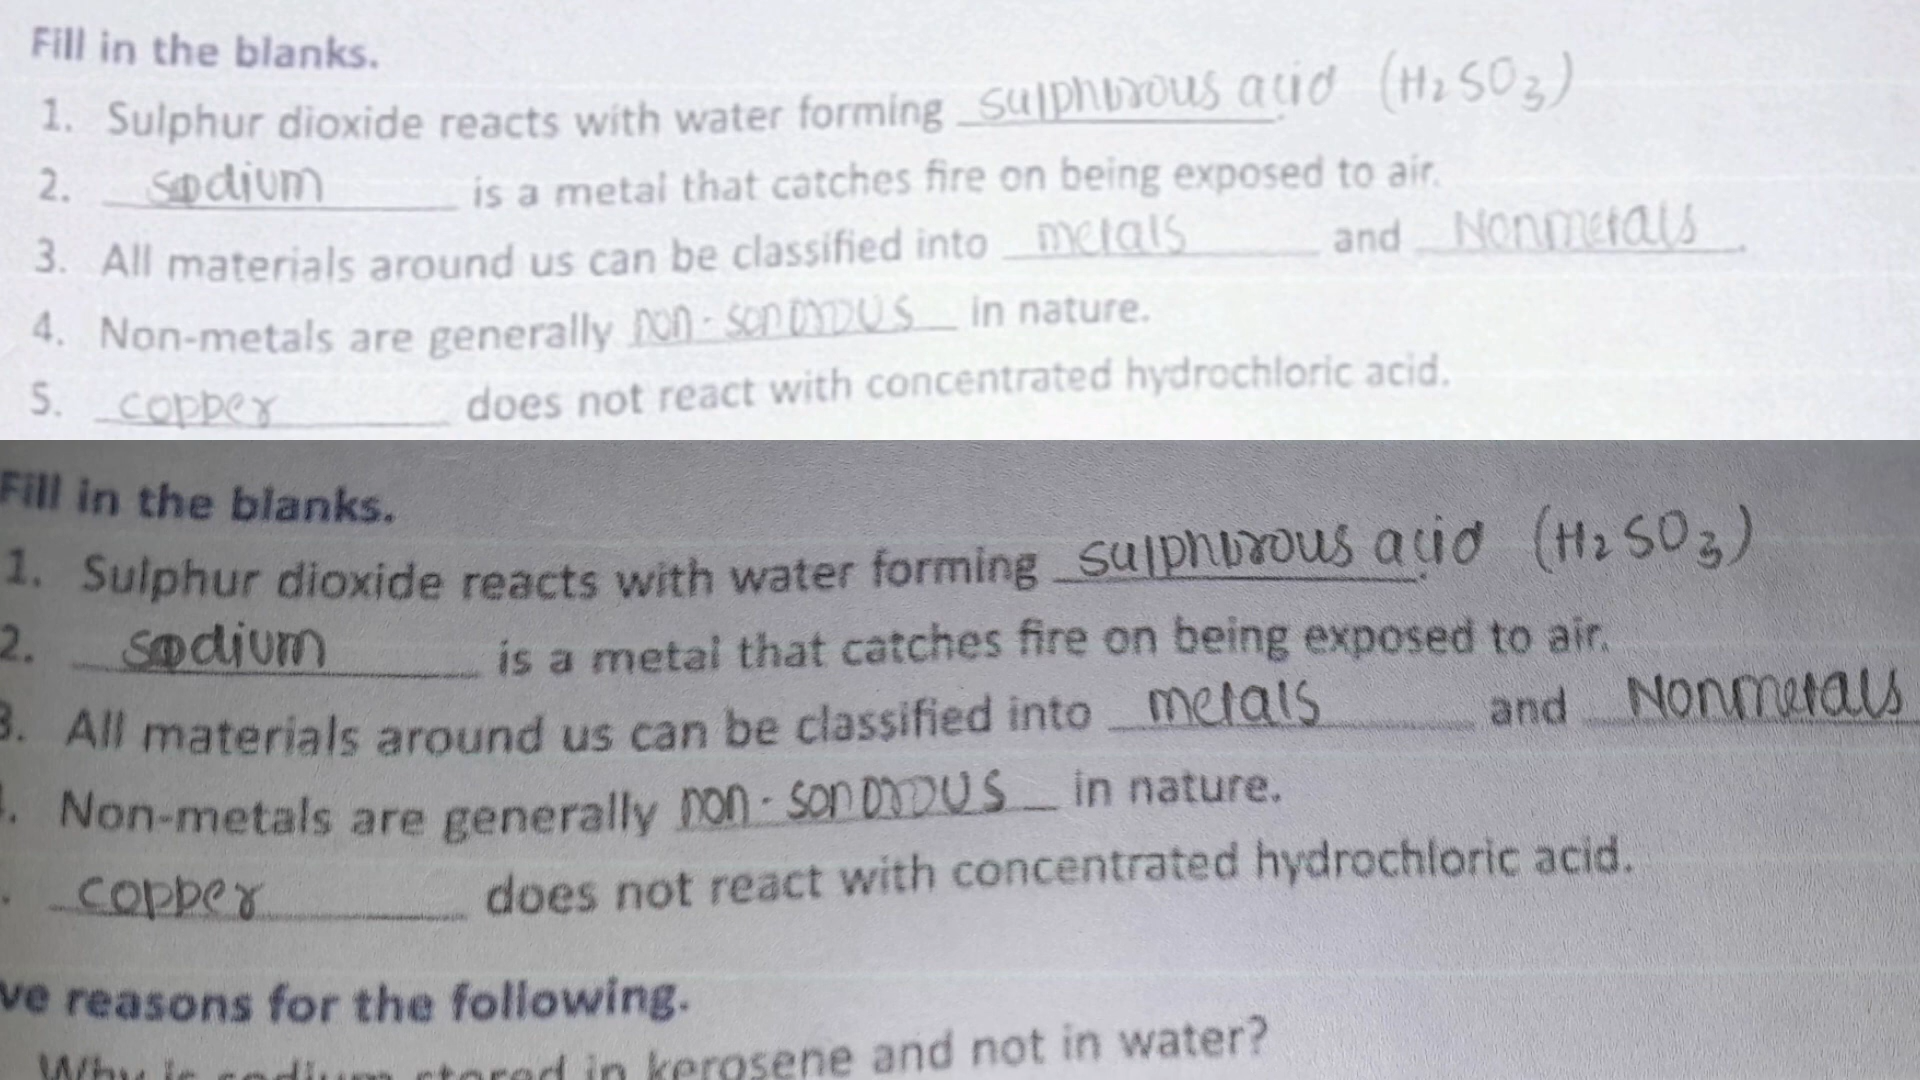 Fill in the blanks.
1. Sulphur dioxide reacts with water forming sulphurous acid (H₂SO₃)
2. sodium is a metal that catches fire on being exposed to air.
3. All materials around us can be classified into metals and Nonmetals.
4. Non-metals are generally non-sonorous in nature.
5. copper does not react with concentrated hydrochloric acid.
Fill in the blanks.
1. Sulphur dioxide reacts with water forming sulphurous acid (H₂SO₃)
2. sodium is a metal that catches fire on being exposed to air.
3. All materials around us can be classified into metals and Nonmetals
. Non-metals are generally non-sonorous in nature.
. copper does not react with concentrated hydrochloric acid.
ve reasons for the following.
Why is sodium stored in kerosene and not in water?